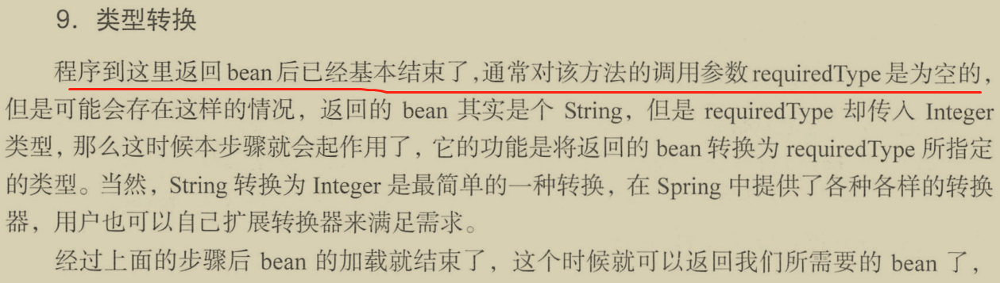 9. 类型转换
程序到这里返回 bean 后已经基本结束了,通常对该方法的调用参数 requiredType 是为空的,
但是可能会存在这样的情况，返回的 bean 其实是个 String，但是 requiredType 却传入 Integer
类型，那么这时候本步骤就会起作用了，它的功能是将返回的 bean 转换为 requiredType 所指定
的类型。当然，String 转换为 Integer 是最简单的一种转换，在 Spring 中提供了各种各样的转换
器，用户也可以自己扩展转换器来满足需求。
经过上面的步骤后 bean 的加载就结束了，这个时候就可以返回我们所需要的 bean 了，